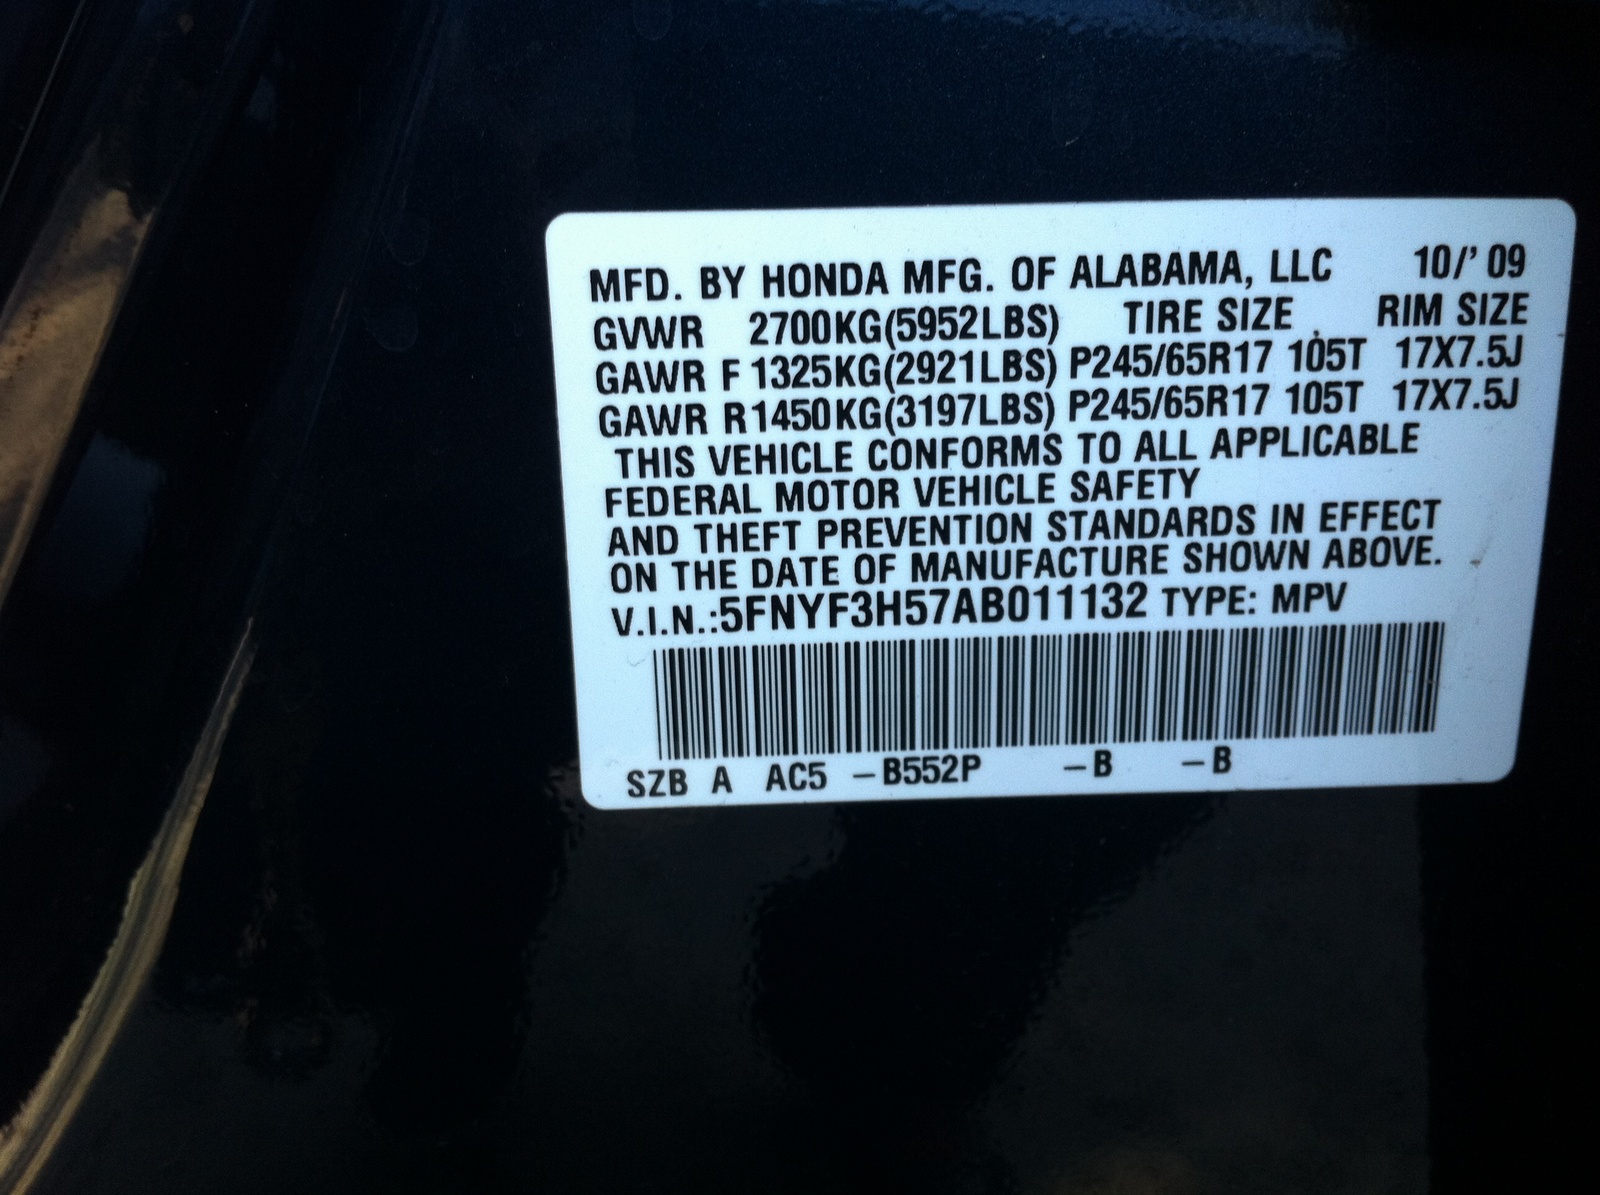 MFD. BY HONDA MFG. OF ALABAMA, LLC 10/' 09
GVWR 2700KG(5952LBS) TIRE SIZE RIM SIZE
GAWR F 1325KG(2921LBS) P245/65R17 105T 17X7.5J
GAWR R 1450KG(3197LBS) P245/65R17 105T 17X7.5J
THIS VEHICLE CONFORMS TO ALL APPLICABLE
FEDERAL MOTOR VEHICLE SAFETY
AND THEFT PREVENTION STANDARDS IN EFFECT
ON THE DATE OF MANUFACTURE SHOWN ABOVE.
V.I.N.:5FNYF3H57AB011132 TYPE: MPV
SZB A AC5 –B552P –B –B